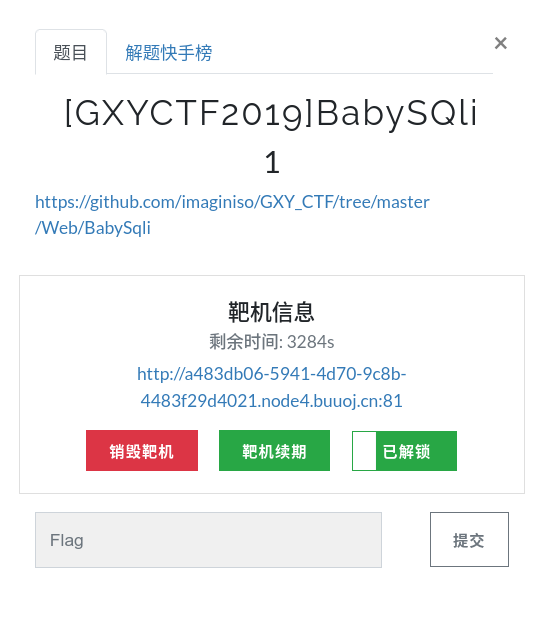 题目 解题快手榜 ×
[GXYCTF2019]BabySQli
1
https://github.com/imaginiso/GXY_CTF/tree/master
/Web/BabySqli
靶机信息
剩余时间: 3284s
http://a483db06-5941-4d70-9c8b-
4483f29d4021.node4.buuoj.cn:81
销毁靶机 靶机续期 已解锁
Flag 提交